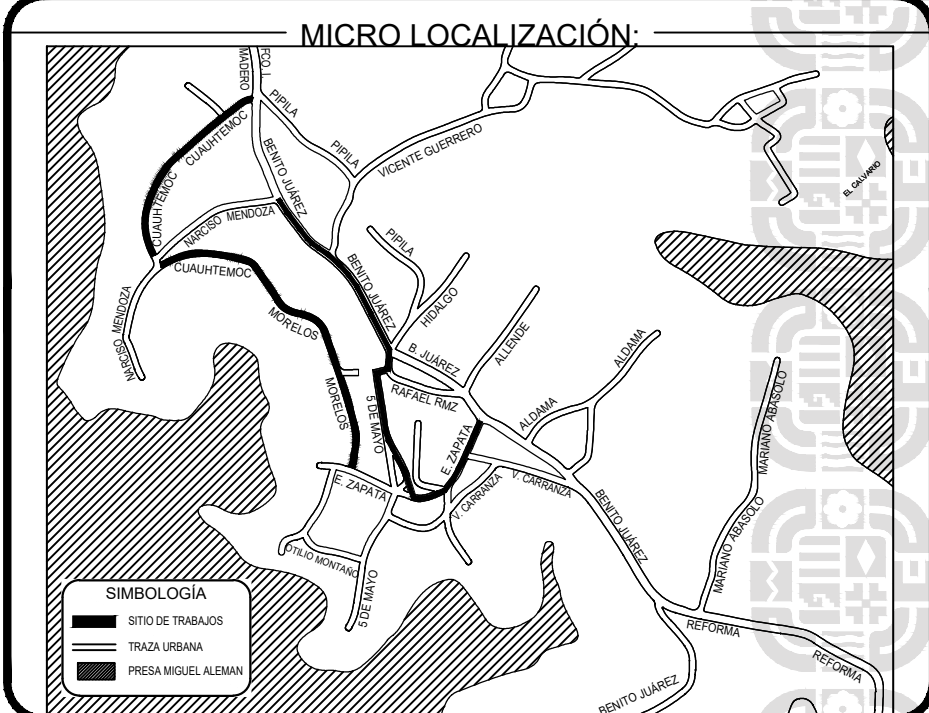 MICRO LOCALIZACIÓN:
FCO. I.
MADERO
PIPILA
CUAUHTEMOC
BENITO JUÁREZ
PIPILA
VICENTE GUERRERO
EL CALVARIO
CUAUHTEMOC
CUAUHTEMOC
NARCISO MENDOZA
PIPILA
CUAUHTEMOC
BENITO JUÁREZ
HIDALGO
NARCISO MENDOZA
MORELOS
ALLENDE
ALDAMA
B. JUÁREZ
MORELOS
RAFAEL RMZ
5 DE MAYO
ALDAMA
MARIANO ABASOLO
E. ZAPATA
E. ZAPATA
V. CARRANZA
V. CARRANZA
BENITO JUÁREZ
MARIANO ABASOLO
OTILIO MONTAÑO
5 DE MAYO
REFORMA
REFORMA
BENITO JUÁREZ
SIMBOLOGÍA
SITIO DE TRABAJOS
TRAZA URBANA
PRESA MIGUEL ALEMAN